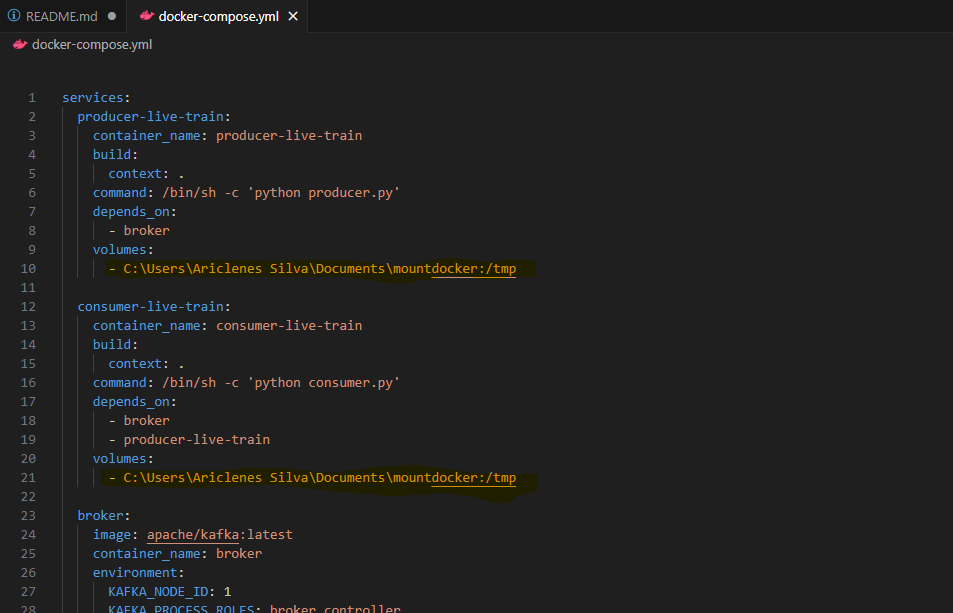 README.md
docker-compose.yml
docker-compose.yml
1 services:
2 producer-live-train:
3 container_name: producer-live-train
4 build:
5 context: .
6 command: /bin/sh -c 'python producer.py'
7 depends_on:
8 - broker
9 volumes:
10 - C:\Users\Ariclenes Silva\Documents\mountdocker:/tmp
11
12 consumer-live-train:
13 container_name: consumer-live-train
14 build:
15 context: .
16 command: /bin/sh -c 'python consumer.py'
17 depends_on:
18 - broker
19 - producer-live-train
20 volumes:
21 - C:\Users\Ariclenes Silva\Documents\mountdocker:/tmp
22
23 broker:
24 image: apache/kafka:latest
25 container_name: broker
26 environment:
27 KAFKA_NODE_ID: 1
28 KAFKA_PROCESS_ROLES: broker,controller